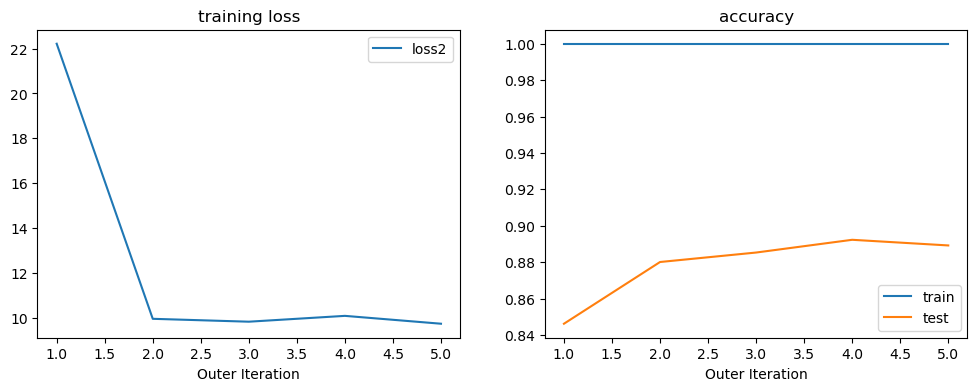 training loss
22
20
18
16
14
12
10
1.0 1.5 2.0 2.5 3.0 3.5 4.0 4.5 5.0
Outer Iteration
loss2
accuracy
1.00
0.98
0.96
0.94
0.92
0.90
0.88
0.86
0.84
1.0 1.5 2.0 2.5 3.0 3.5 4.0 4.5 5.0
Outer Iteration
train
test